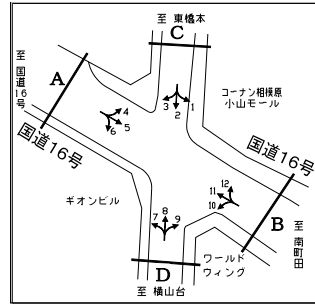 至 東橋本
C
至 国道16号
A
コーナン相模原
小山モール
3
2
1
4
5
6
国道16号
国道16号
12
11
10
ギオンビル
8
7
9
B
至 南町田
ワールド
ウィング
D
至 横山台